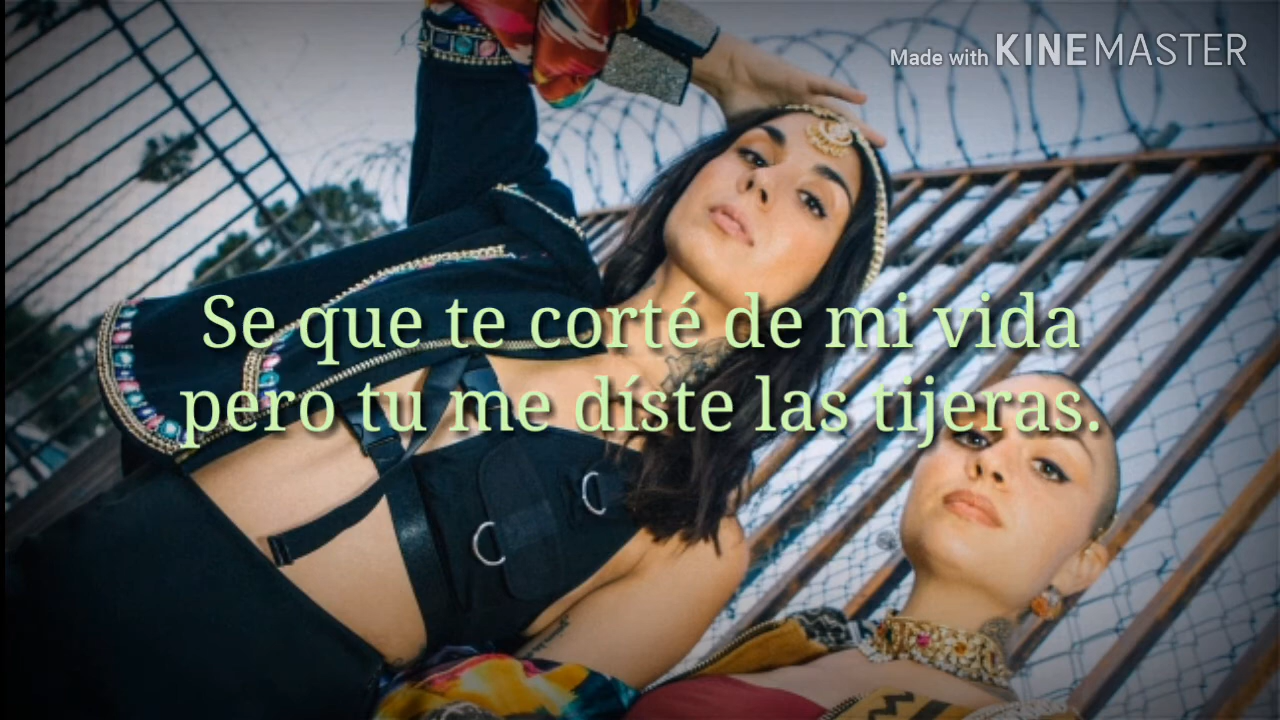 Made with KINEMASTER
Se que te corté de mi vida
pero tu me díste las tijeras.